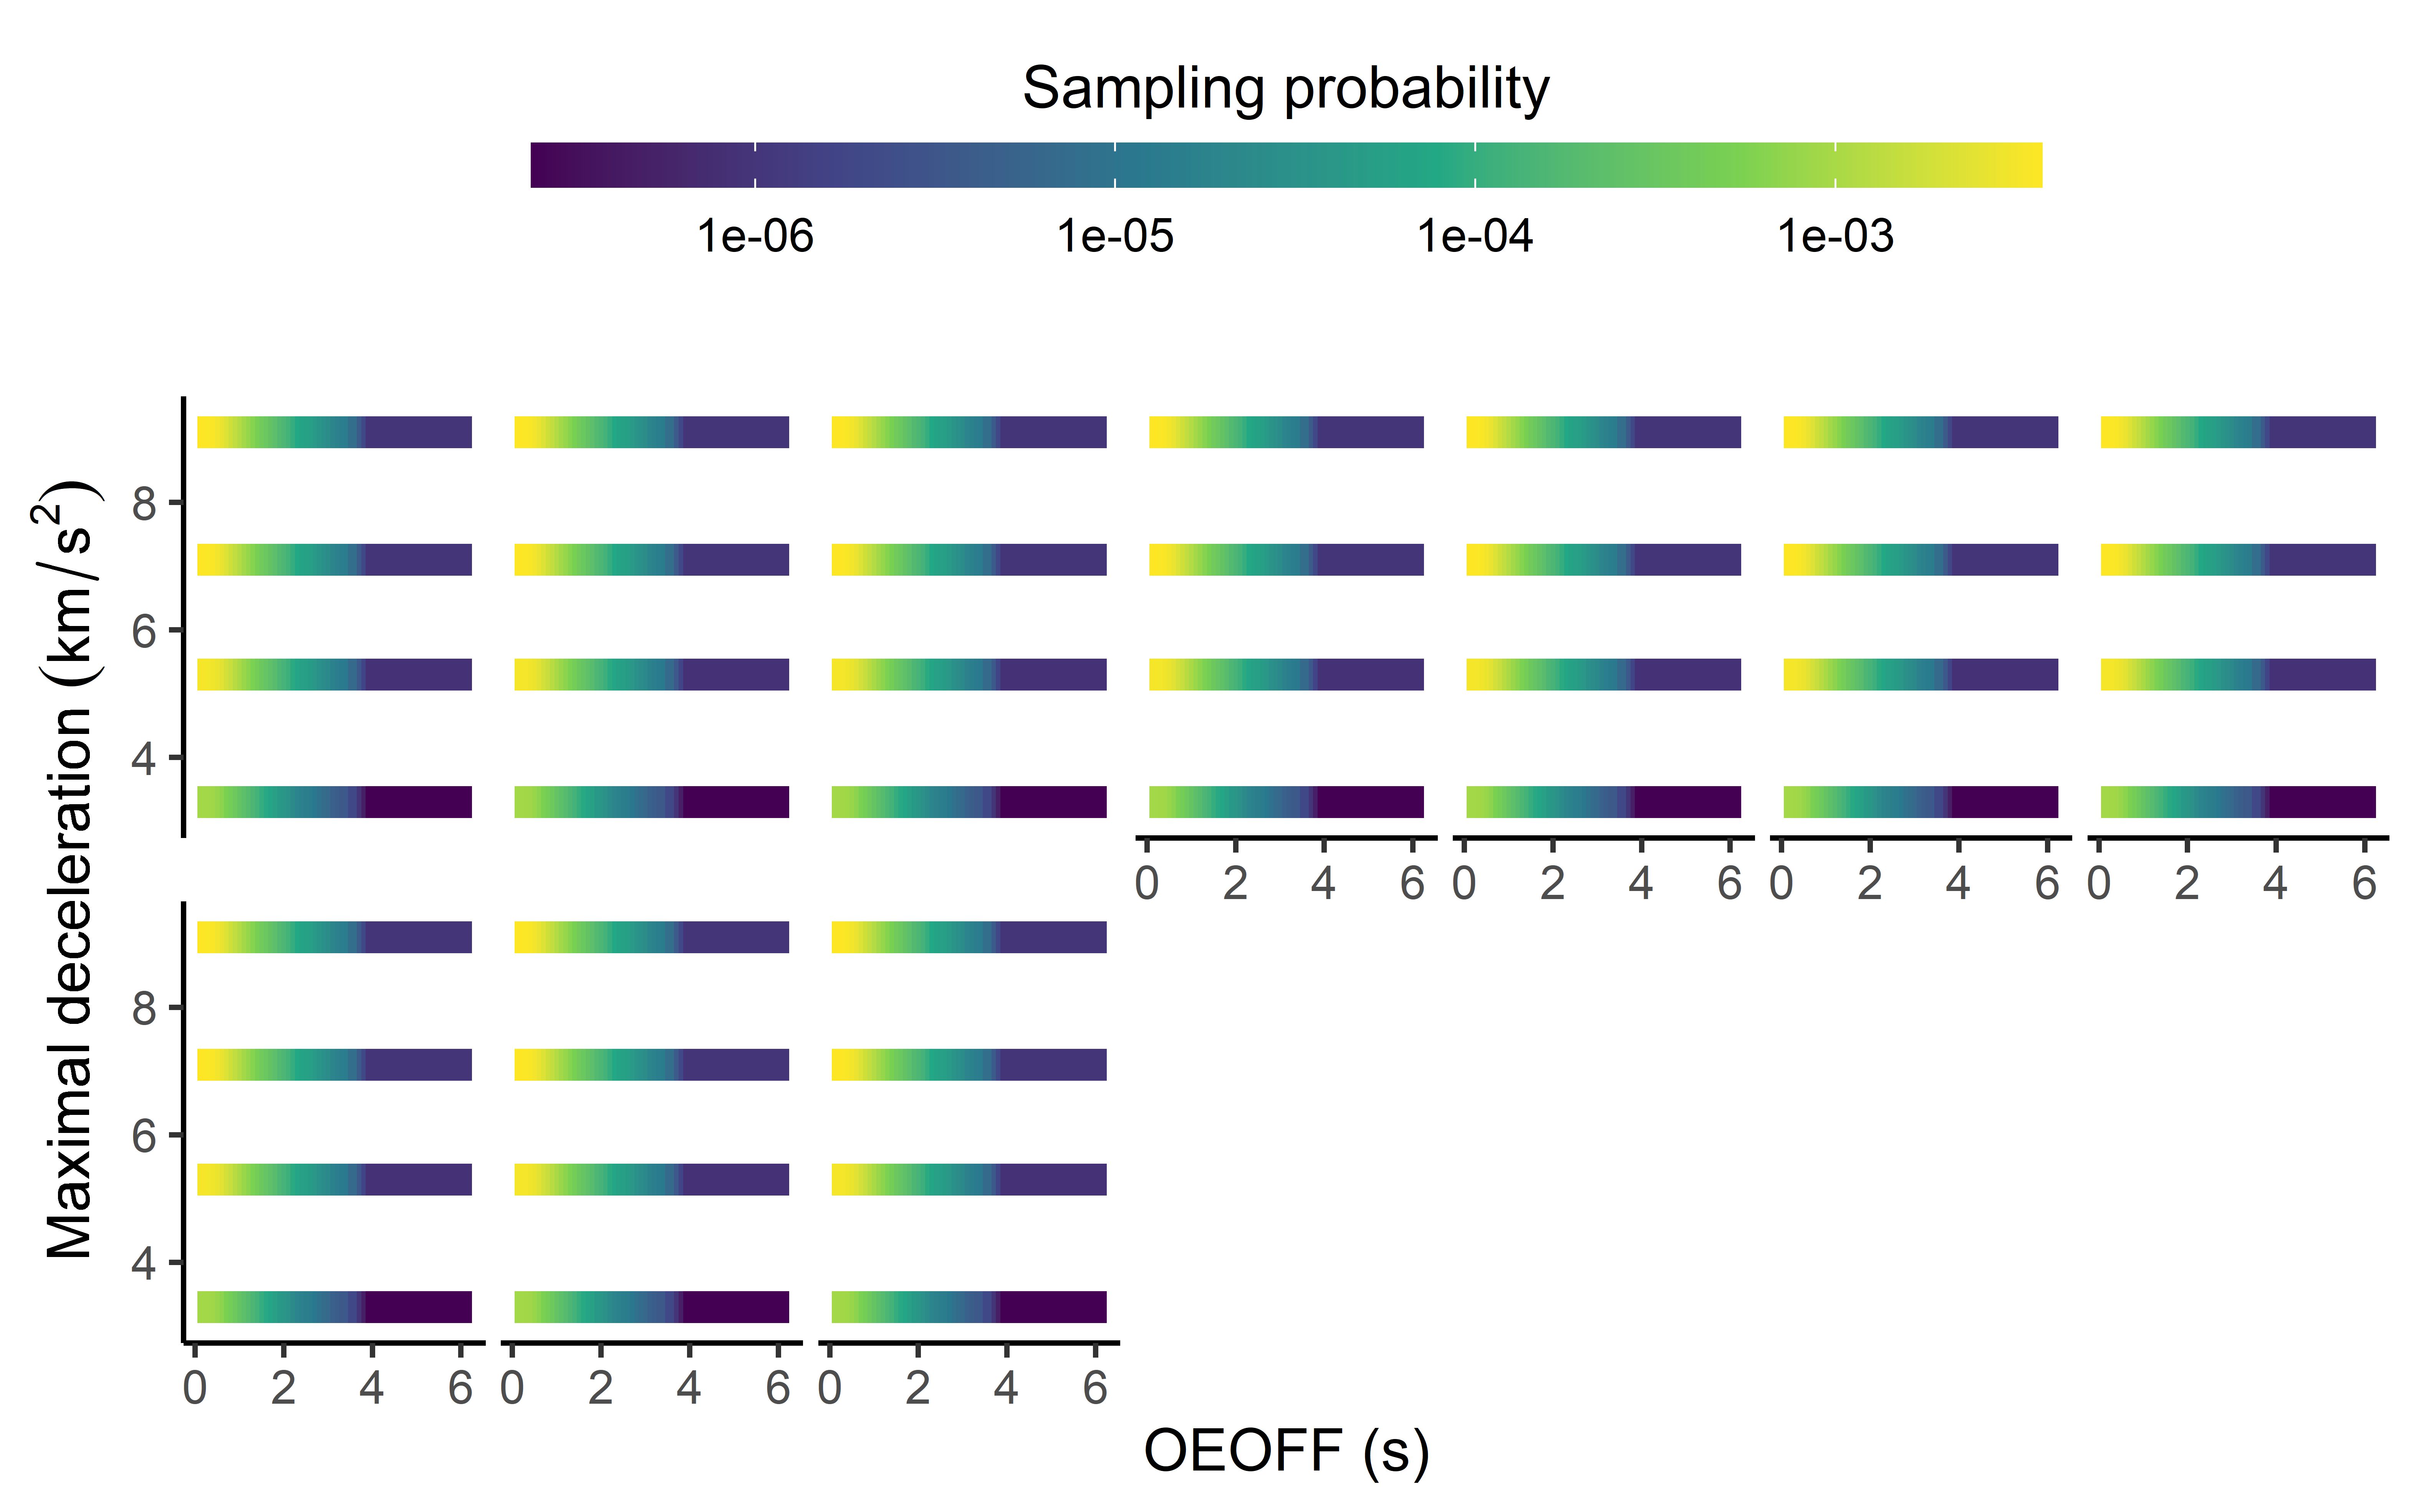 Sampling probability
1e-06 1e-05 1e-04 1e-03
Maximal deceleration (km/s²)
8
6
4
0 2 4 6 0 2 4 6 0 2 4 6 0 2 4 6
8
6
4
0 2 4 6 0 2 4 6 0 2 4 6
OEOFF (s)